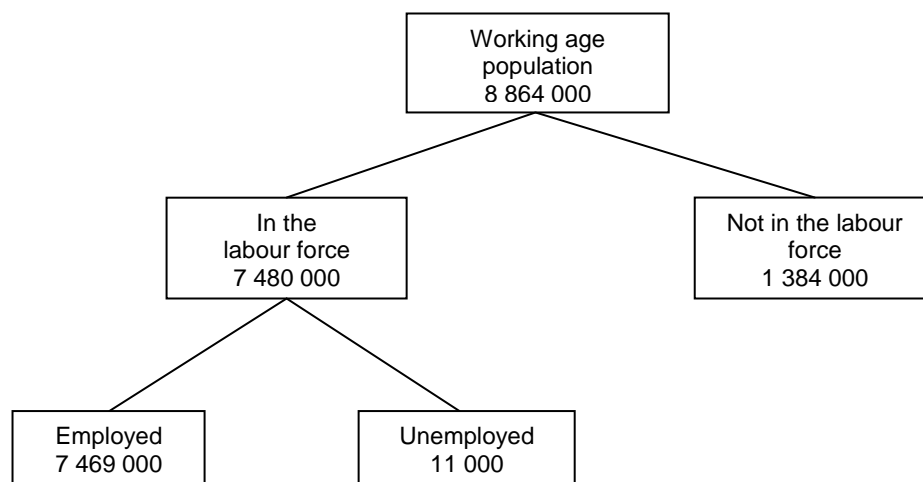 Working age
population
8 864 000
In the
labour force
7 480 000
Not in the labour
force
1 384 000
Employed
7 469 000
Unemployed
11 000